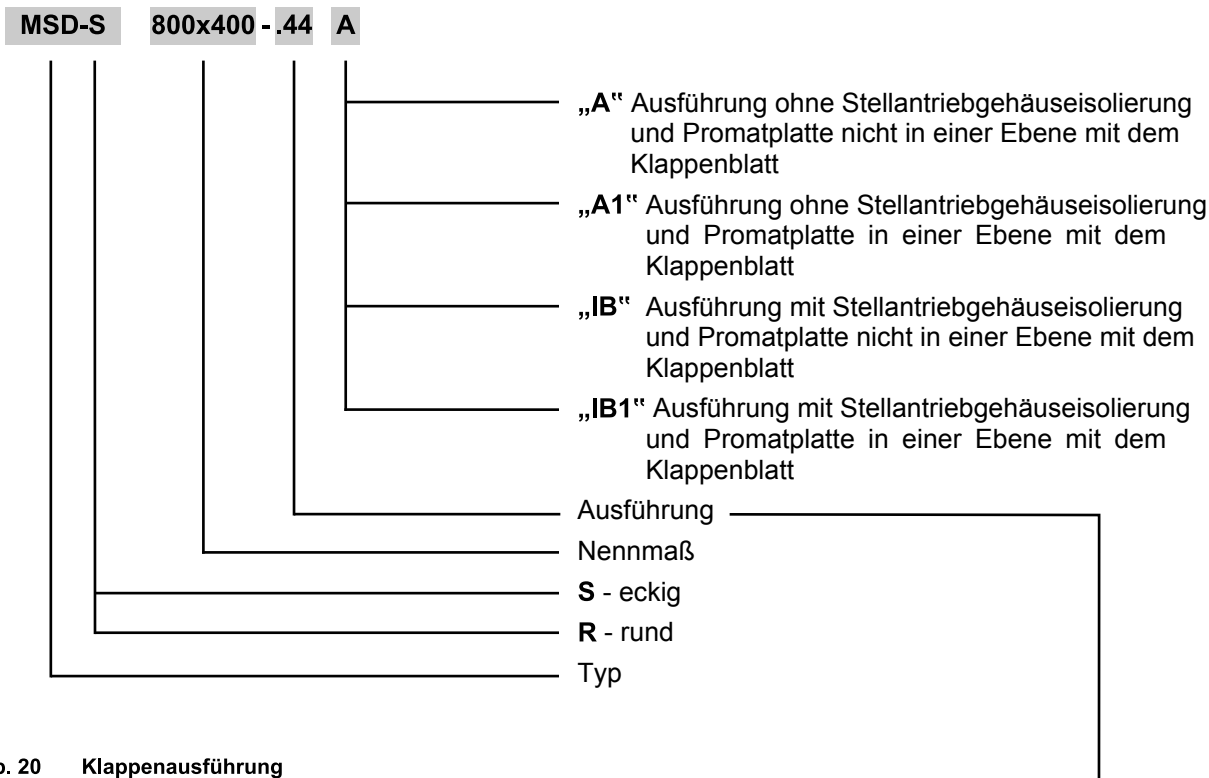 MSD-S 800x400 - .44 A
„A“ Ausführung ohne Stellantriebgehäuseisolierung
und Promatplatte nicht in einer Ebene mit dem
Klappenblatt
„A1“ Ausführung ohne Stellantriebgehäuseisolierung
und Promatplatte in einer Ebene mit dem
Klappenblatt
„IB“ Ausführung mit Stellantriebgehäuseisolierung
und Promatplatte nicht in einer Ebene mit dem
Klappenblatt
„IB1“ Ausführung mit Stellantriebgehäuseisolierung
und Promatplatte in einer Ebene mit dem
Klappenblatt
Ausführung
Nennmaß
S - eckig
R - rund
Typ
. 20 Klappenausführung